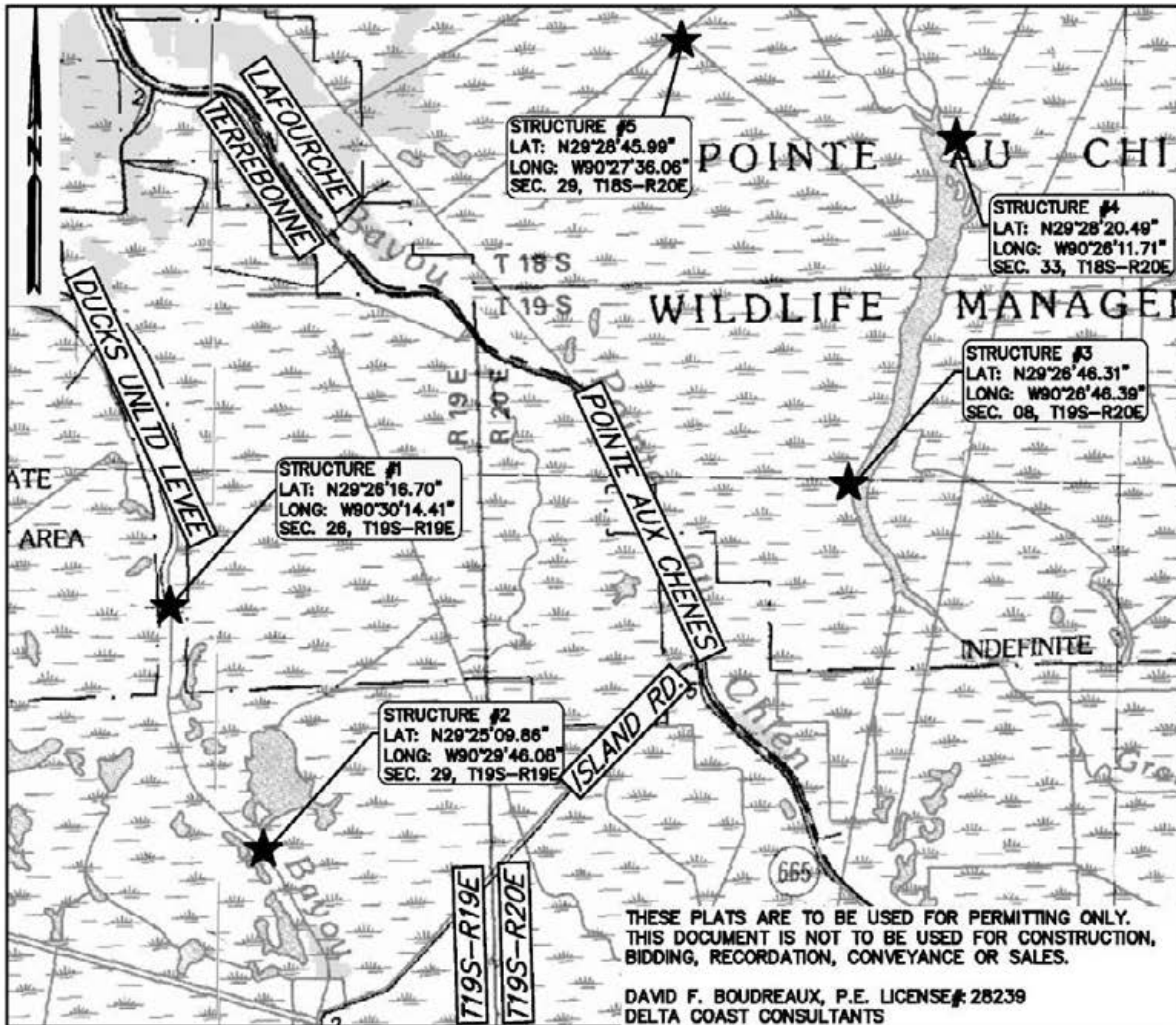 N
2
LAFOURCHE
TERREBONNE
STRUCTURE #5
LAT: N29°28'45.99"
LONG: W90°27'36.06"
SEC. 29, T18S-R20E
POINTE AU CHI
STRUCTURE #4
LAT: N29°28'20.49"
LONG: W90°26'11.71"
SEC. 33, T18S-R20E
Bayou
T 18 S
T 19 S
WILDLIFE MANAGE
DUCKS UNLTD LEVEE
R 19 E
R 20E
STRUCTURE #3
LAT: N29°26'46.31"
LONG: W90°26'46.39"
SEC. 08, T19S-R20E
POINTE AUX CHENES
STRUCTURE #1
LAT: N29°26'16.70"
LONG: W90°30'14.41"
SEC. 26, T19S-R19E
ATE
AREA
INDEFINITE
Chien
ISLAND RD.
5
STRUCTURE #2
LAT: N29°25'09.86"
LONG: W90°29'46.08"
SEC. 29, T19S-R19E
Bayou
665
T19S-R19E
T19S-R20E
2
THESE PLATS ARE TO BE USED FOR PERMITTING ONLY.
THIS DOCUMENT IS NOT TO BE USED FOR CONSTRUCTION,
BIDDING, RECORDATION, CONVEYANCE OR SALES.
DAVID F. BOUDREAUX, P.E. LICENSE#: 28239
DELTA COAST CONSULTANTS